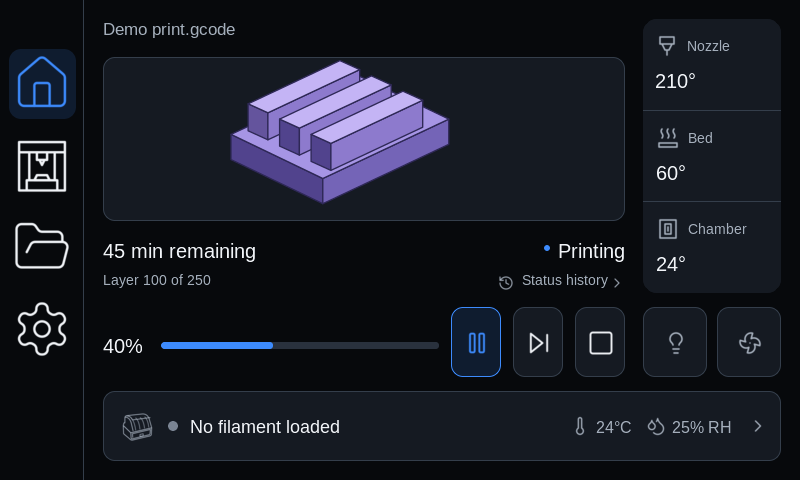 Demo print.gcode
Nozzle
210°
Bed
60°
Chamber
24°
45 min remaining
Printing
Layer 100 of 250
Status history
40%
No filament loaded
24°C
25% RH